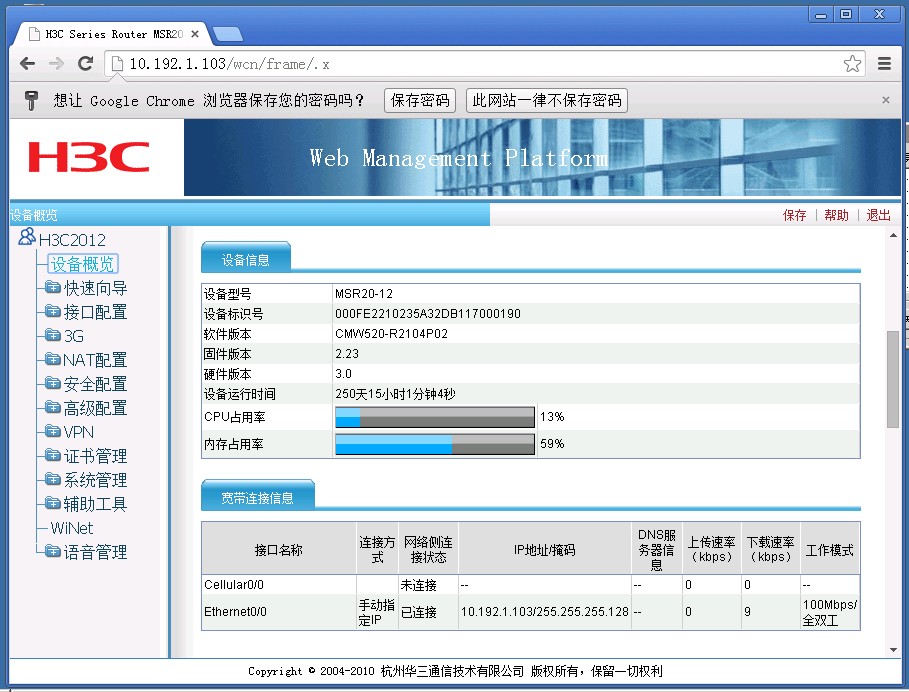 H3C Series Router MSR20
10.192.1.103/wcn/frame/.x
想让 Google Chrome 浏览器保存您的密码吗？ 保存密码 此网站一律不保存密码
H3C Web Management Platform
设备概览 保存 帮助 退出
H3C2012
设备概览
快速向导
接口配置
3G
NAT配置
安全配置
高级配置
VPN
证书管理
系统管理
辅助工具
WiNet
语音管理
设备信息
设备型号 MSR20-12
设备标识号 000FE2210235A32DB117000190
软件版本 CMW520-R2104P02
固件版本 2.23
硬件版本 3.0
设备运行时间 250天15小时1分钟4秒
CPU占用率 13%
内存占用率 59%
宽带连接信息
接口名称 连接方式 网络侧连接状态 IP地址/掩码 DNS服务器信息 上传速率（kbps） 下载速率（kbps） 工作模式
Cellular0/0 未连接 -- -- 0 0 --
Ethernet0/0 手动指定IP 已连接 10.192.1.103/255.255.255.128 -- 0 9 100Mbps/全双工
Copyright © 2004-2010 杭州华三通信技术有限公司 版权所有，保留一切权利